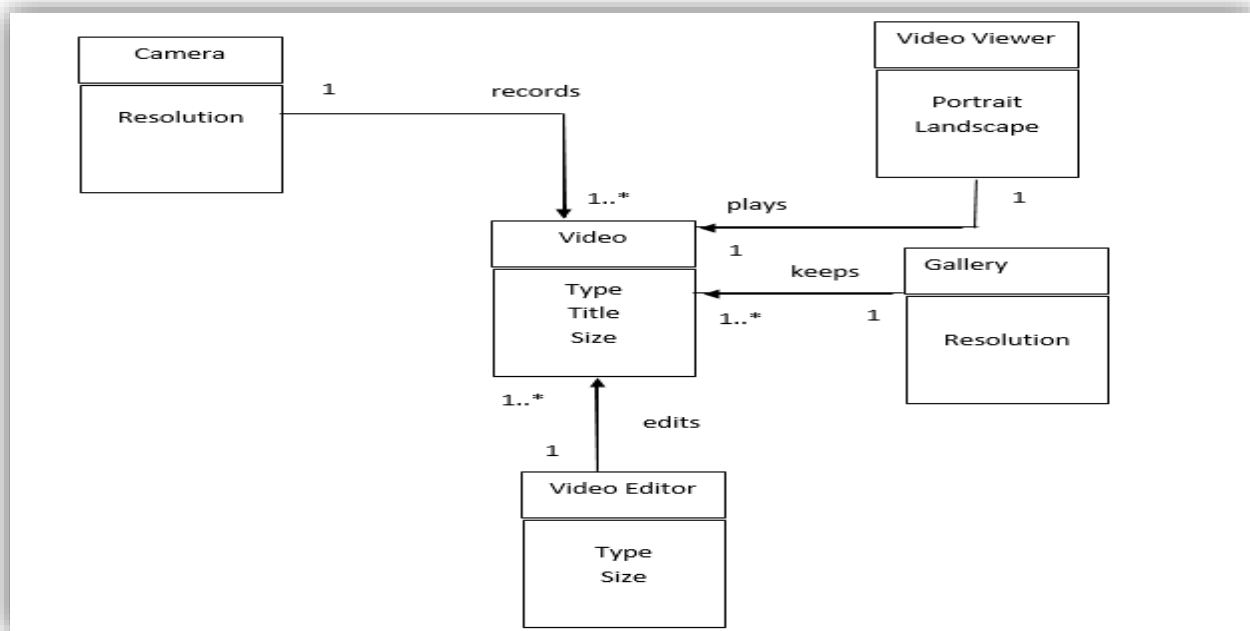 Camera
Resolution
1
records
1..*
Video Viewer
Portrait
Landscape
1
plays
1
Video
Type
Title
Size
Gallery
Resolution
keeps
1..*
1
1..*
edits
1
Video Editor
Type
Size